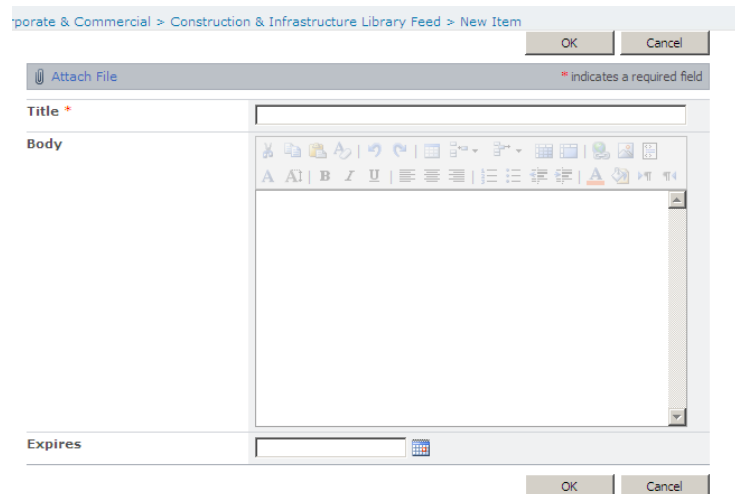 rporate & Commercial > Construction & Infrastructure Library Feed > New Item
OK Cancel
Attach File * indicates a required field
Title *
Body
A A | B I U
A
Expires
OK Cancel